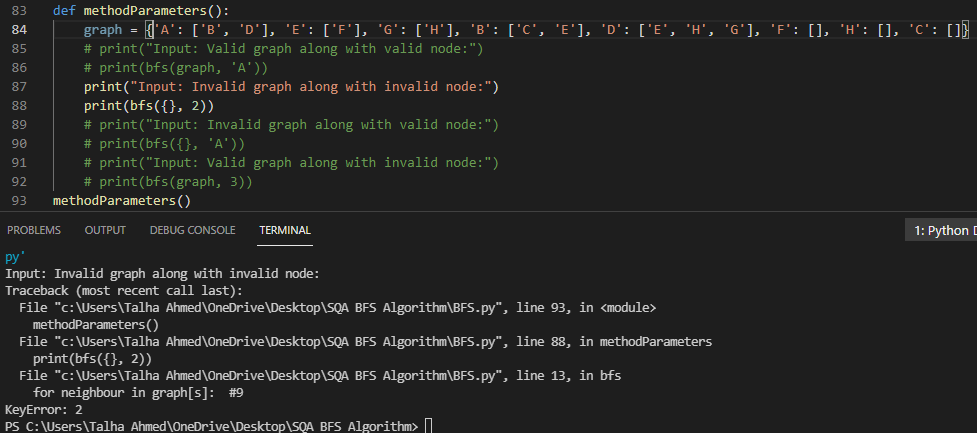 83 def methodParameters():
84 graph = {'A': ['B', 'D'], 'E': ['F'], 'G': ['H'], 'B': ['C', 'E'], 'D': ['E', 'H', 'G'], 'F': [], 'H': [], 'C': []}
85 # print("Input: Valid graph along with valid node:")
86 # print(bfs(graph, 'A'))
87 print("Input: Invalid graph along with invalid node:")
88 print(bfs({}, 2))
89 # print("Input: Invalid graph along with valid node:")
90 # print(bfs({}, 'A'))
91 # print("Input: Valid graph along with invalid node:")
92 # print(bfs(graph, 3))
93 methodParameters()
PROBLEMS OUTPUT DEBUG CONSOLE TERMINAL 1: Python D
py'
Input: Invalid graph along with invalid node:
Traceback (most recent call last):
File "c:\Users\Talha Ahmed\OneDrive\Desktop\SQA BFS Algorithm\BFS.py", line 93, in <module>
methodParameters()
File "c:\Users\Talha Ahmed\OneDrive\Desktop\SQA BFS Algorithm\BFS.py", line 88, in methodParameters
print(bfs({}, 2))
File "c:\Users\Talha Ahmed\OneDrive\Desktop\SQA BFS Algorithm\BFS.py", line 13, in bfs
for neighbour in graph[s]: #9
KeyError: 2
PS C:\Users\Talha Ahmed\OneDrive\Desktop\SQA BFS Algorithm>